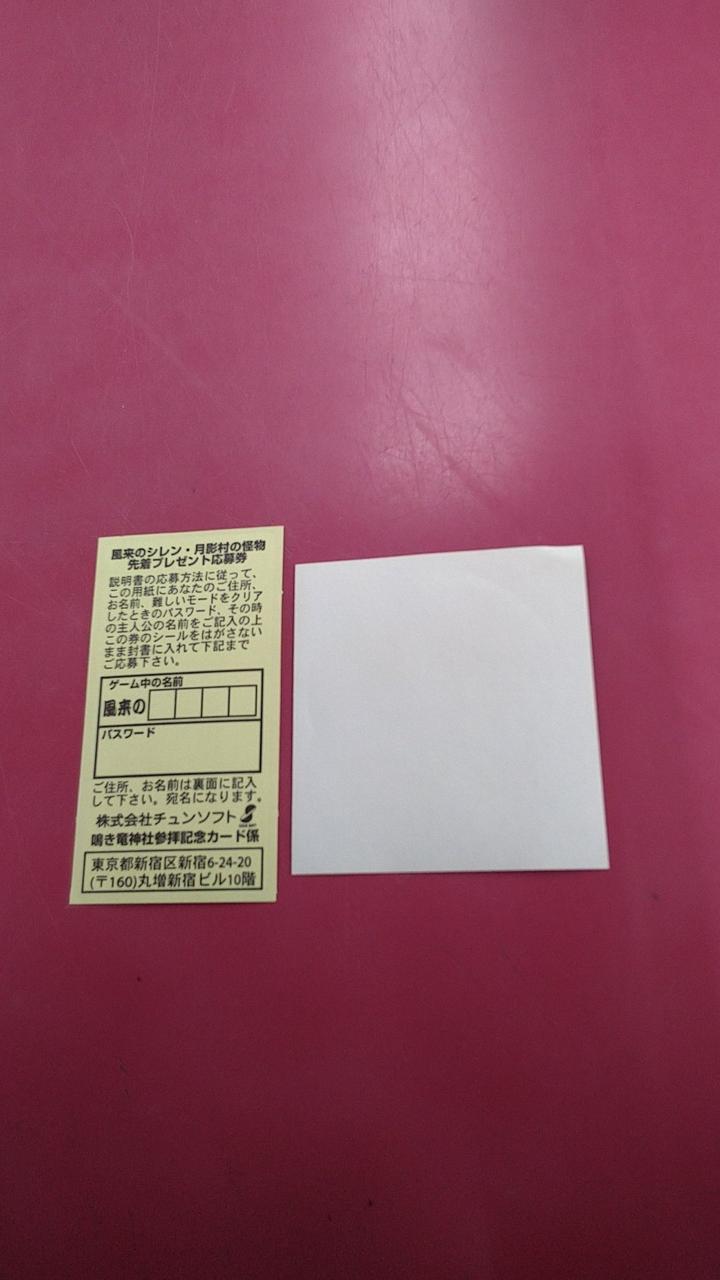 風来のシレン・月影村の怪物
先着プレゼント応募券
説明書の応募方法に従って、
この用紙にあなたのご住所、
お名前、難しいモードをクリア
したときのパスワード、その時
の主人公の名前をご記入の上
この券のシールをはがさない
まま封書に入れて下記まで
ご応募下さい。
ゲーム中の名前
風来の
パスワード
ご住所、お名前は裏面に記入
して下さい。宛名になります。
株式会社チュンソフト
鳴き竜神社参拝記念カード係
東京都新宿区新宿6-24-20
(〒160)丸増新宿ビル10階